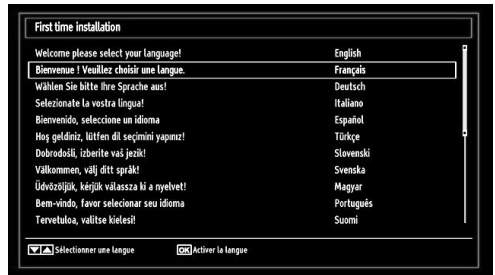 First time installation
Welcome please select your language! English
Bienvenue ! Veuillez choisir une langue. Français
Wählen Sie bitte Ihre Sprache aus! Deutsch
Selezionate la vostra lingua! Italiano
Bienvenido, seleccione un idioma Español
Hoş geldiniz, lütfen dil seçimini yapınız! Türkçe
Dobrodošli, izberite vaš jezik! Slovenski
Välkommen, välj ditt språk! Svenska
Üdvözöljük, kérjük válassza ki a nyelvet! Magyar
Bem-vindo, favor selecionar seu idioma Português
Tervetuloa, valitse kielesi! Suomi
Sélectionner une langue OK Activer la langue